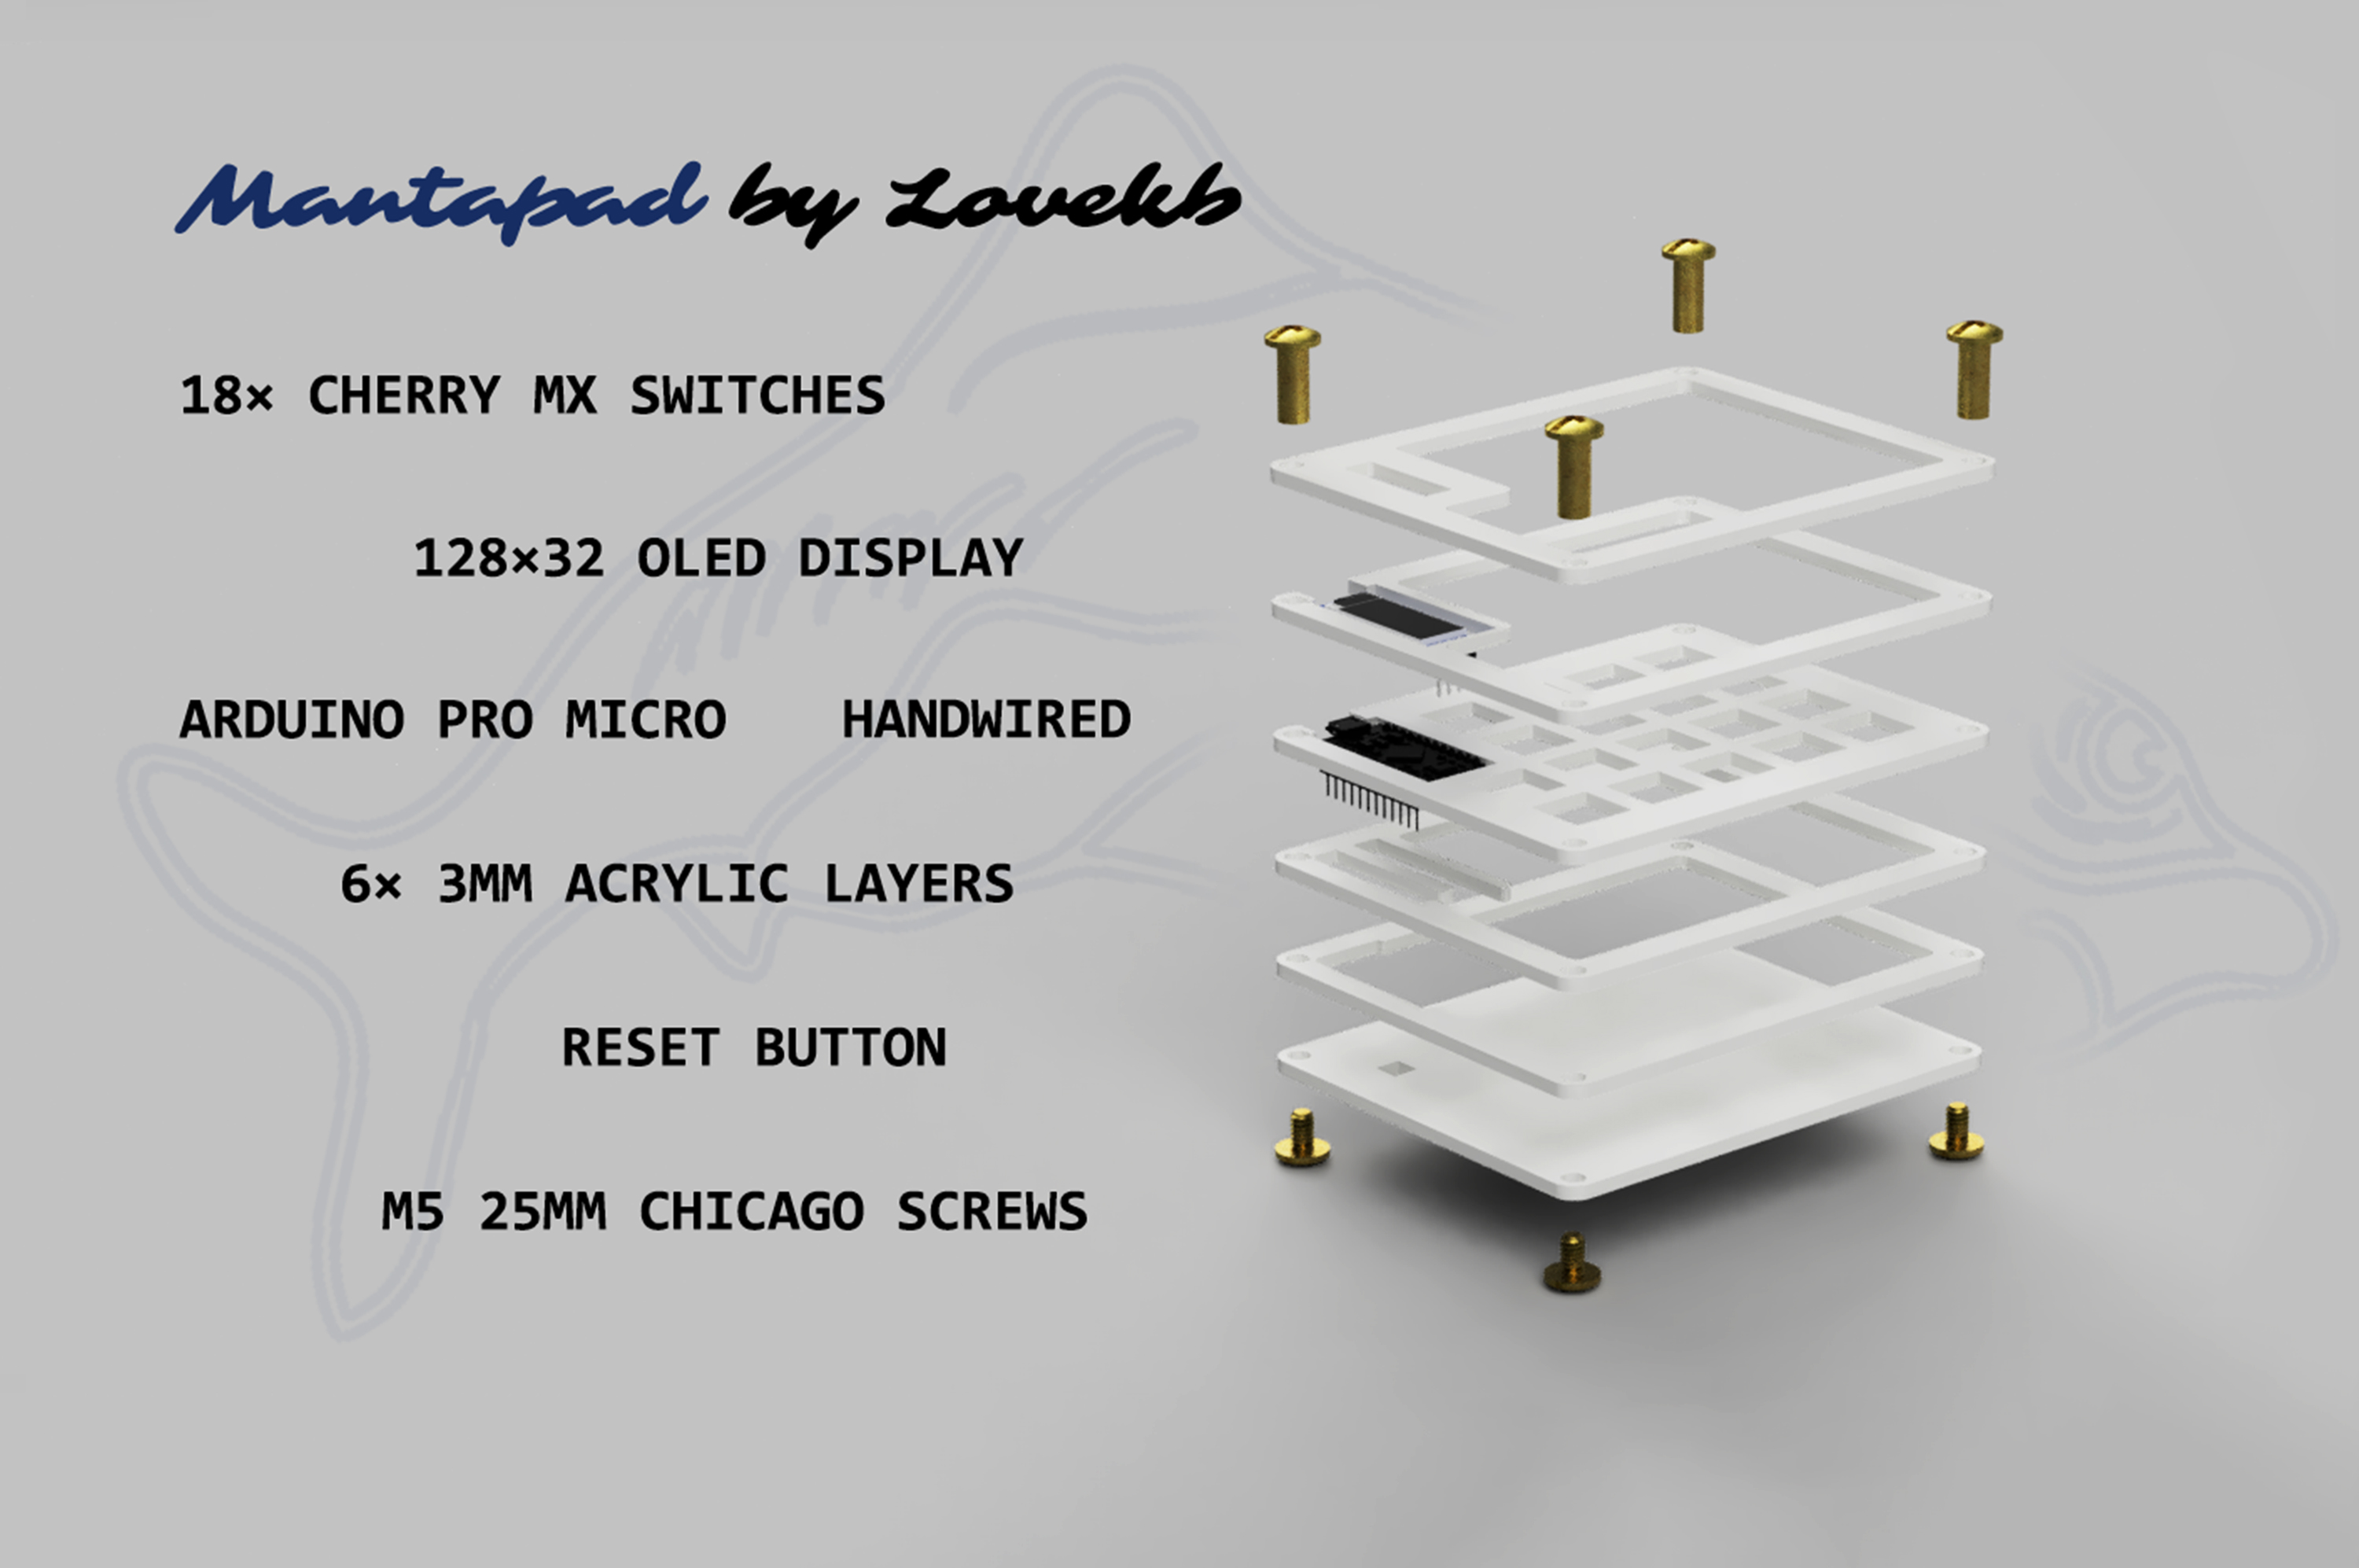 Mantapad by Lovekb
18× CHERRY MX SWITCHES
128×32 OLED DISPLAY
ARDUINO PRO MICRO HANDWIRED
6× 3MM ACRYLIC LAYERS
RESET BUTTON
M5 25MM CHICAGO SCREWS